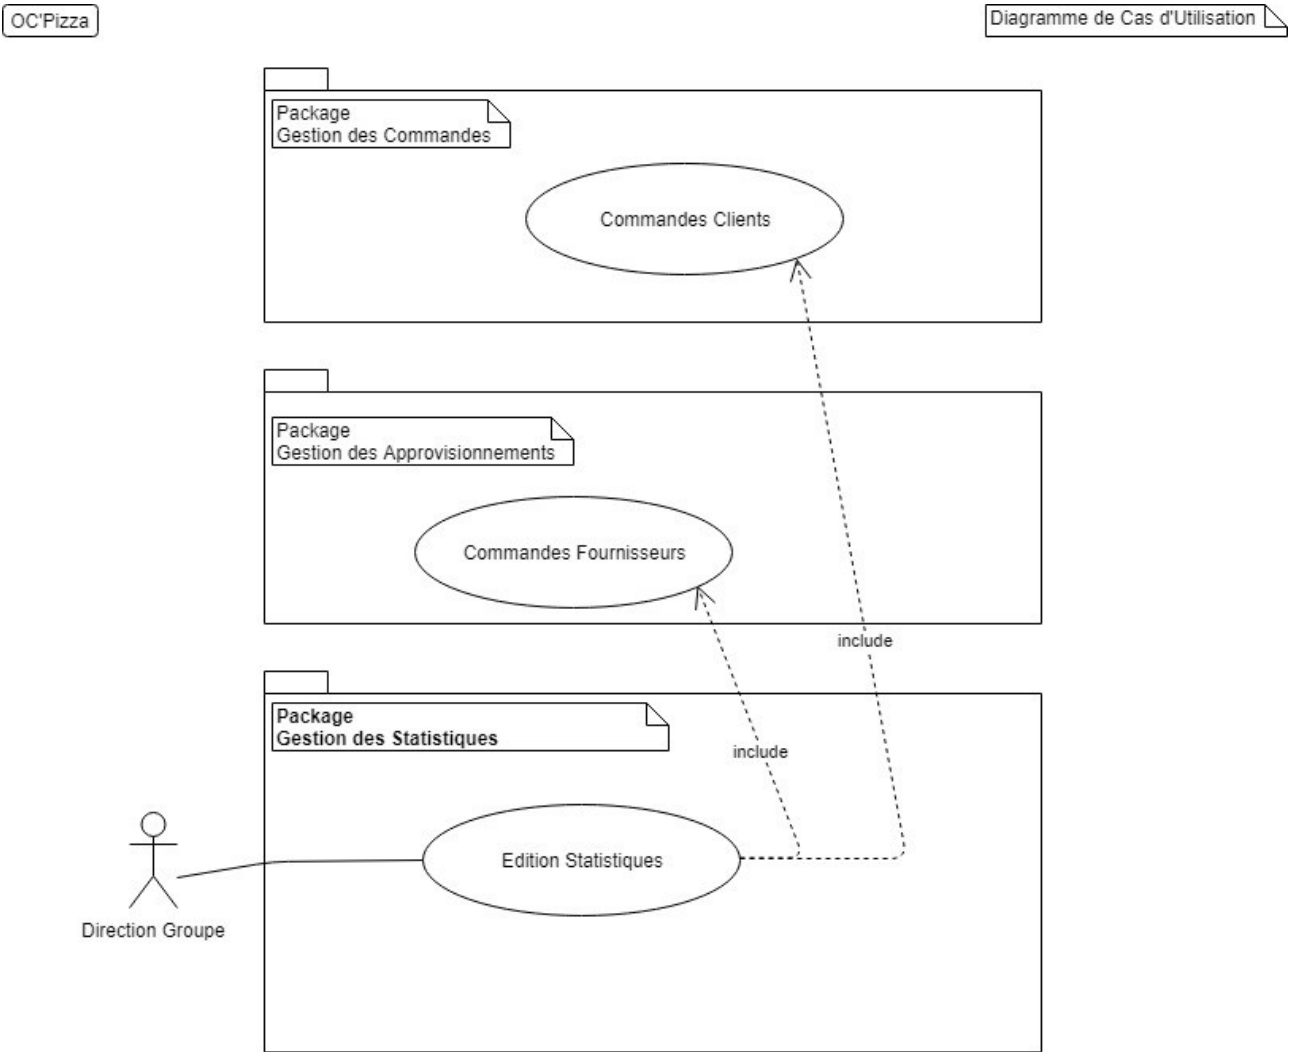 OC'Pizza
Diagramme de Cas d'Utilisation
Package
Gestion des Commandes
Commandes Clients
Package
Gestion des Approvisionnements
Commandes Fournisseurs
include
Package
Gestion des Statistiques
include
Edition Statistiques
Direction Groupe